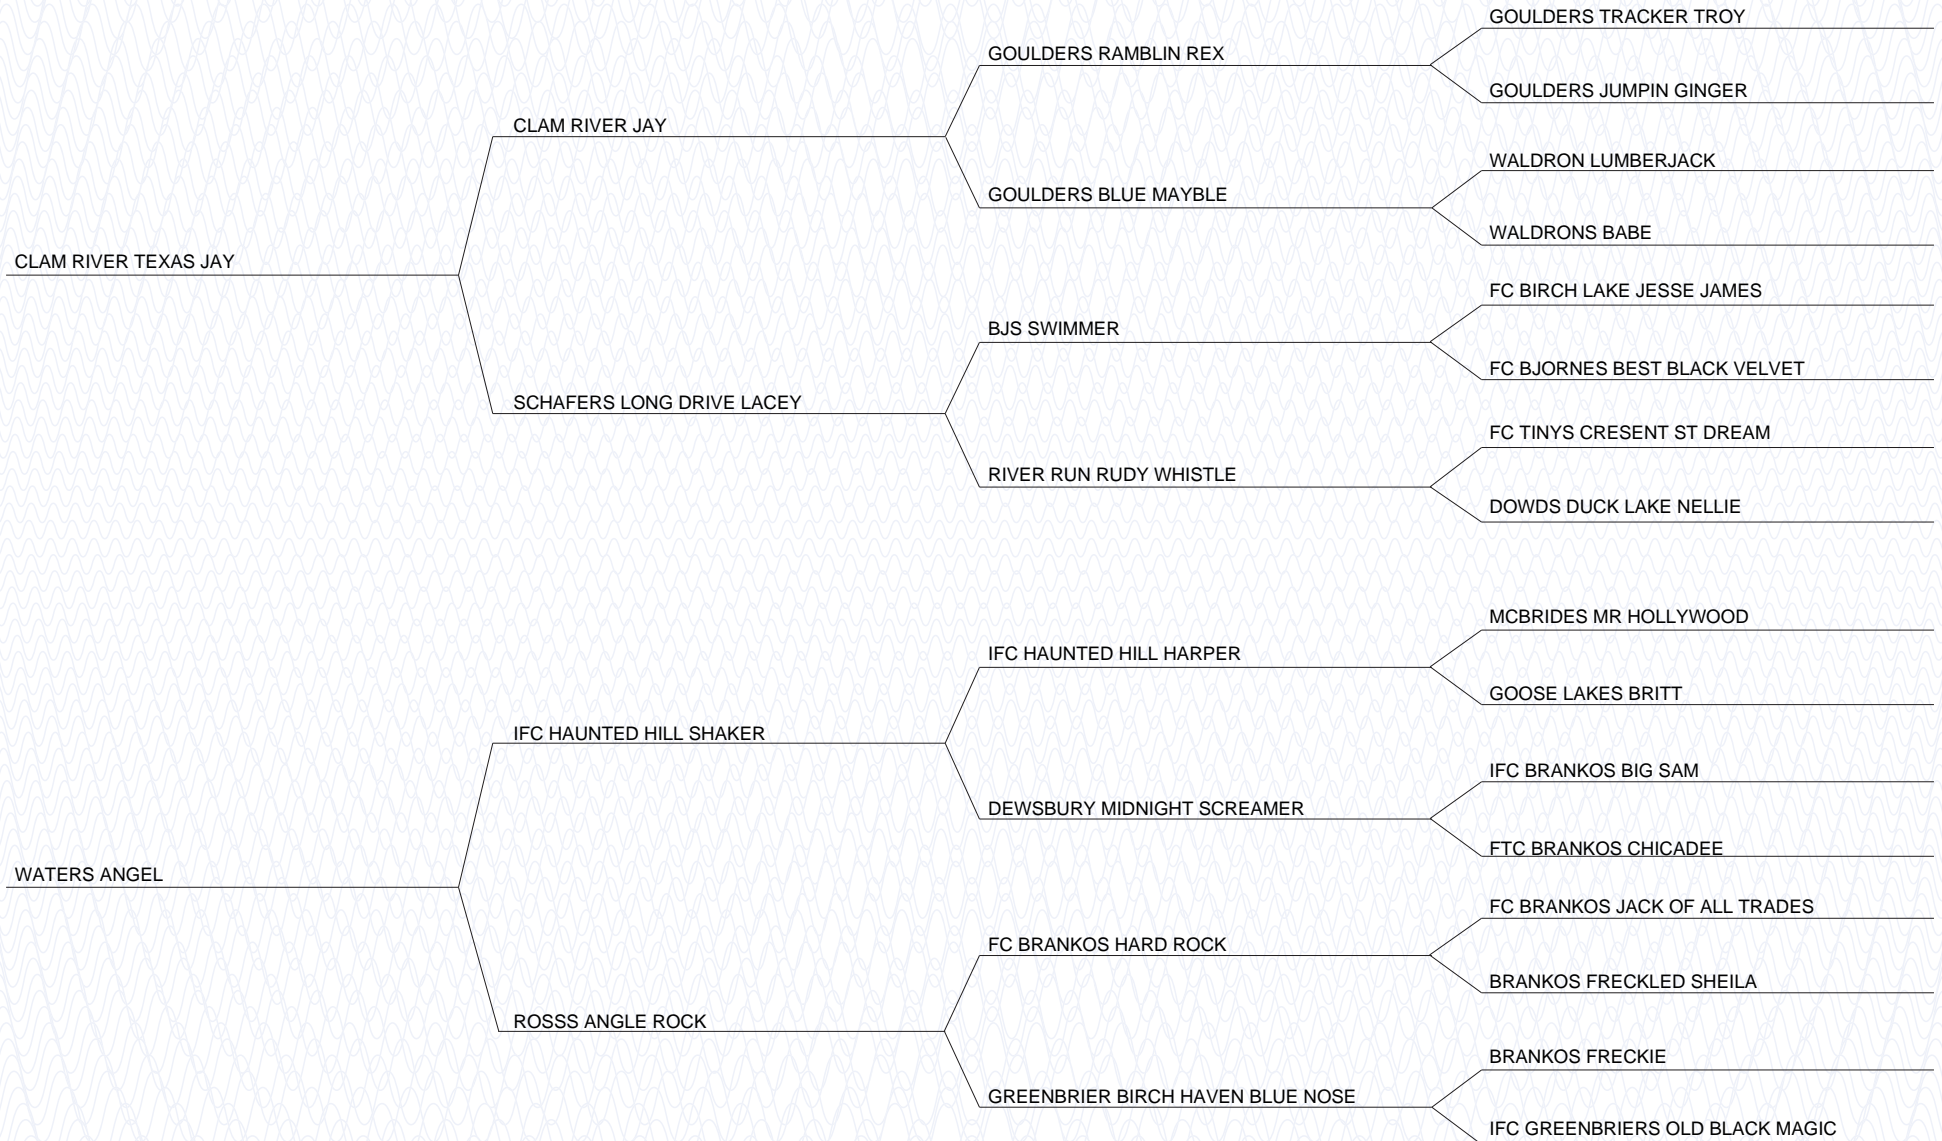 GOULDERS TRACKER TROY
GOULDERS RAMBLIN REX
GOULDERS JUMPIN GINGER
CLAM RIVER JAY
WALDRON LUMBERJACK
GOULDERS BLUE MAYBLE
WALDRONS BABE
CLAM RIVER TEXAS JAY
FC BIRCH LAKE JESSE JAMES
BJS SWIMMER
FC BJORNES BEST BLACK VELVET
SCHAFERS LONG DRIVE LACEY
FC TINYS CRESENT ST DREAM
RIVER RUN RUDY WHISTLE
DOWDS DUCK LAKE NELLIE
MCBRIDES MR HOLLYWOOD
IFC HAUNTED HILL HARPER
GOOSE LAKES BRITT
IFC HAUNTED HILL SHAKER
IFC BRANKOS BIG SAM
DEWSBURY MIDNIGHT SCREAMER
FTC BRANKOS CHICADEE
WATERS ANGEL
FC BRANKOS JACK OF ALL TRADES
FC BRANKOS HARD ROCK
BRANKOS FRECKLED SHEILA
ROSSS ANGLE ROCK
BRANKOS FRECKIE
GREENBRIER BIRCH HAVEN BLUE NOSE
IFC GREENBRIERS OLD BLACK MAGIC